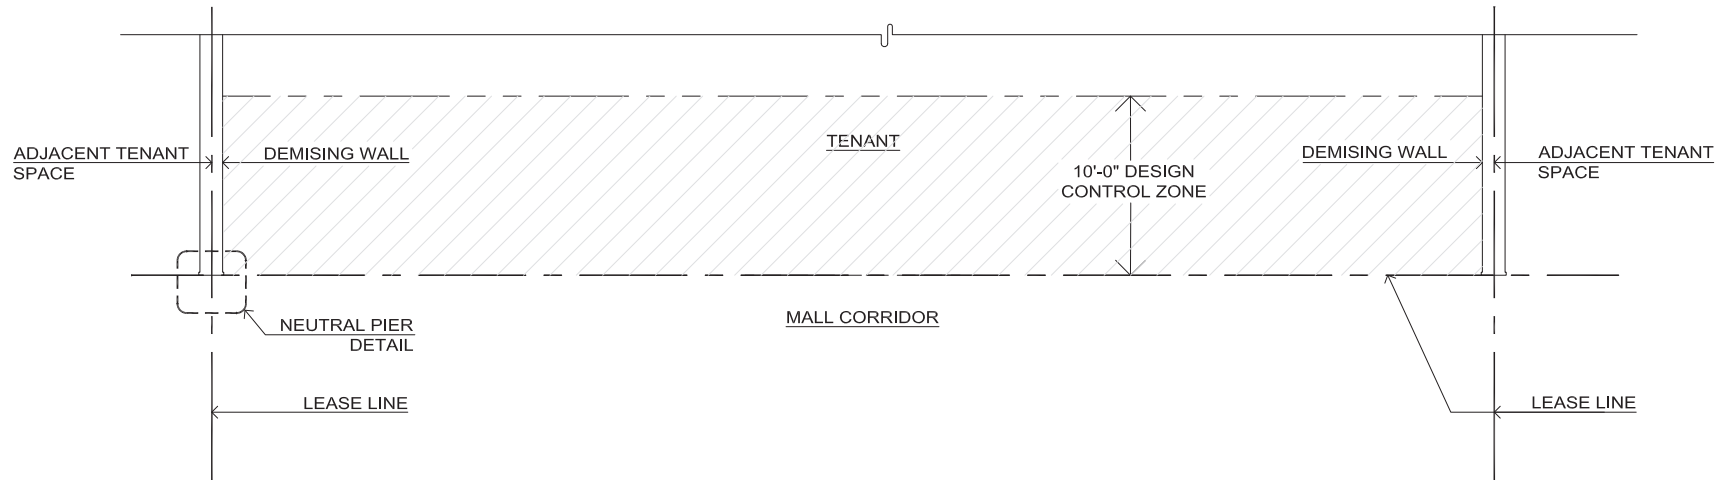 TENANT
ADJACENT TENANT
SPACE
DEMISING WALL
10'-0" DESIGN
CONTROL ZONE
DEMISING WALL
ADJACENT TENANT
SPACE
MALL CORRIDOR
NEUTRAL PIER
DETAIL
LEASE LINE
LEASE LINE